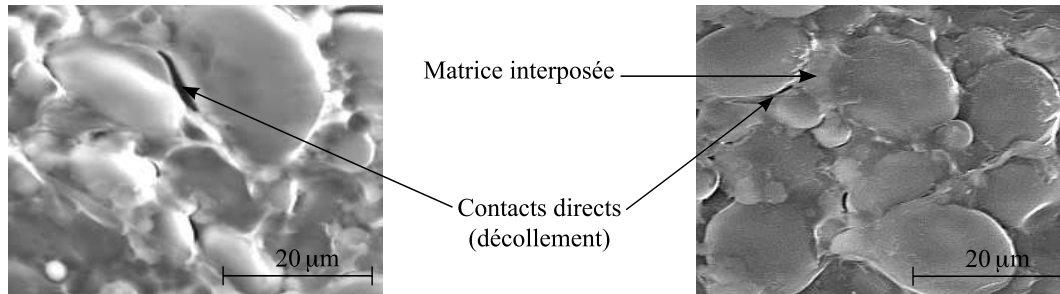 Matrice interposée
Contacts directs
(décollement)
20 µm
20 µm